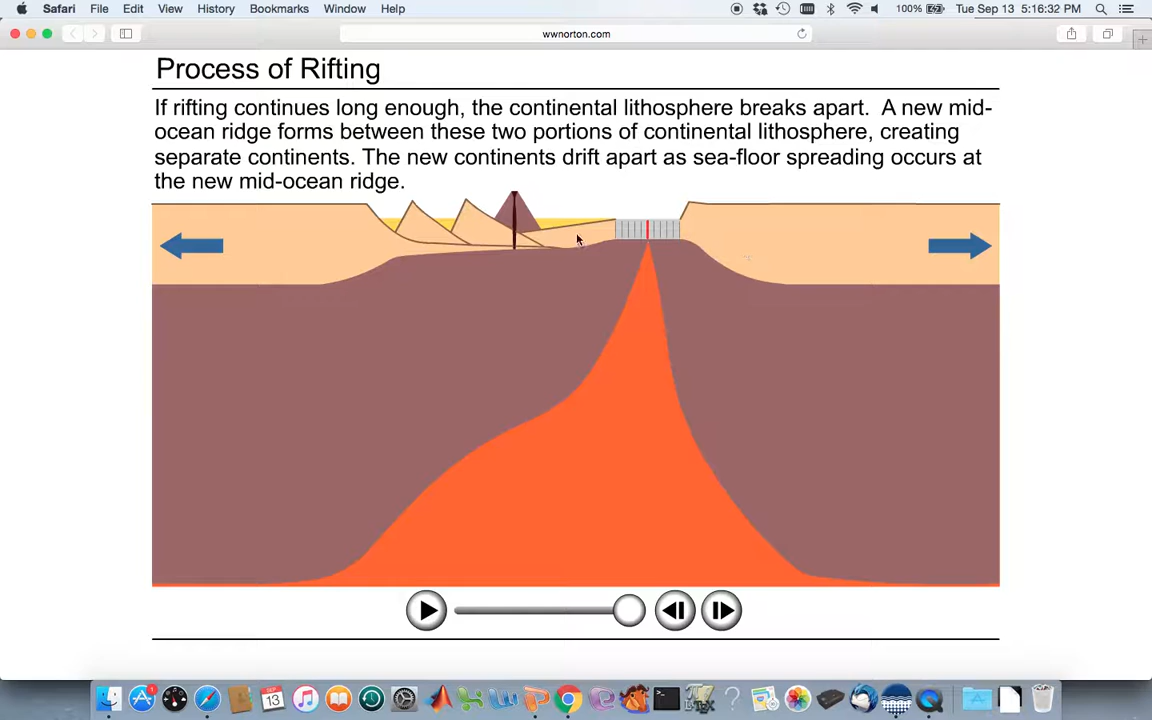 Safari File Edit View History Bookmarks Window Help 100% Tue Sep 13 5:16:32 PM
wwnorton.com
Process of Rifting
If rifting continues long enough, the continental lithosphere breaks apart. A new mid-
ocean ridge forms between these two portions of continental lithosphere, creating
separate continents. The new continents drift apart as sea-floor spreading occurs at
the new mid-ocean ridge.